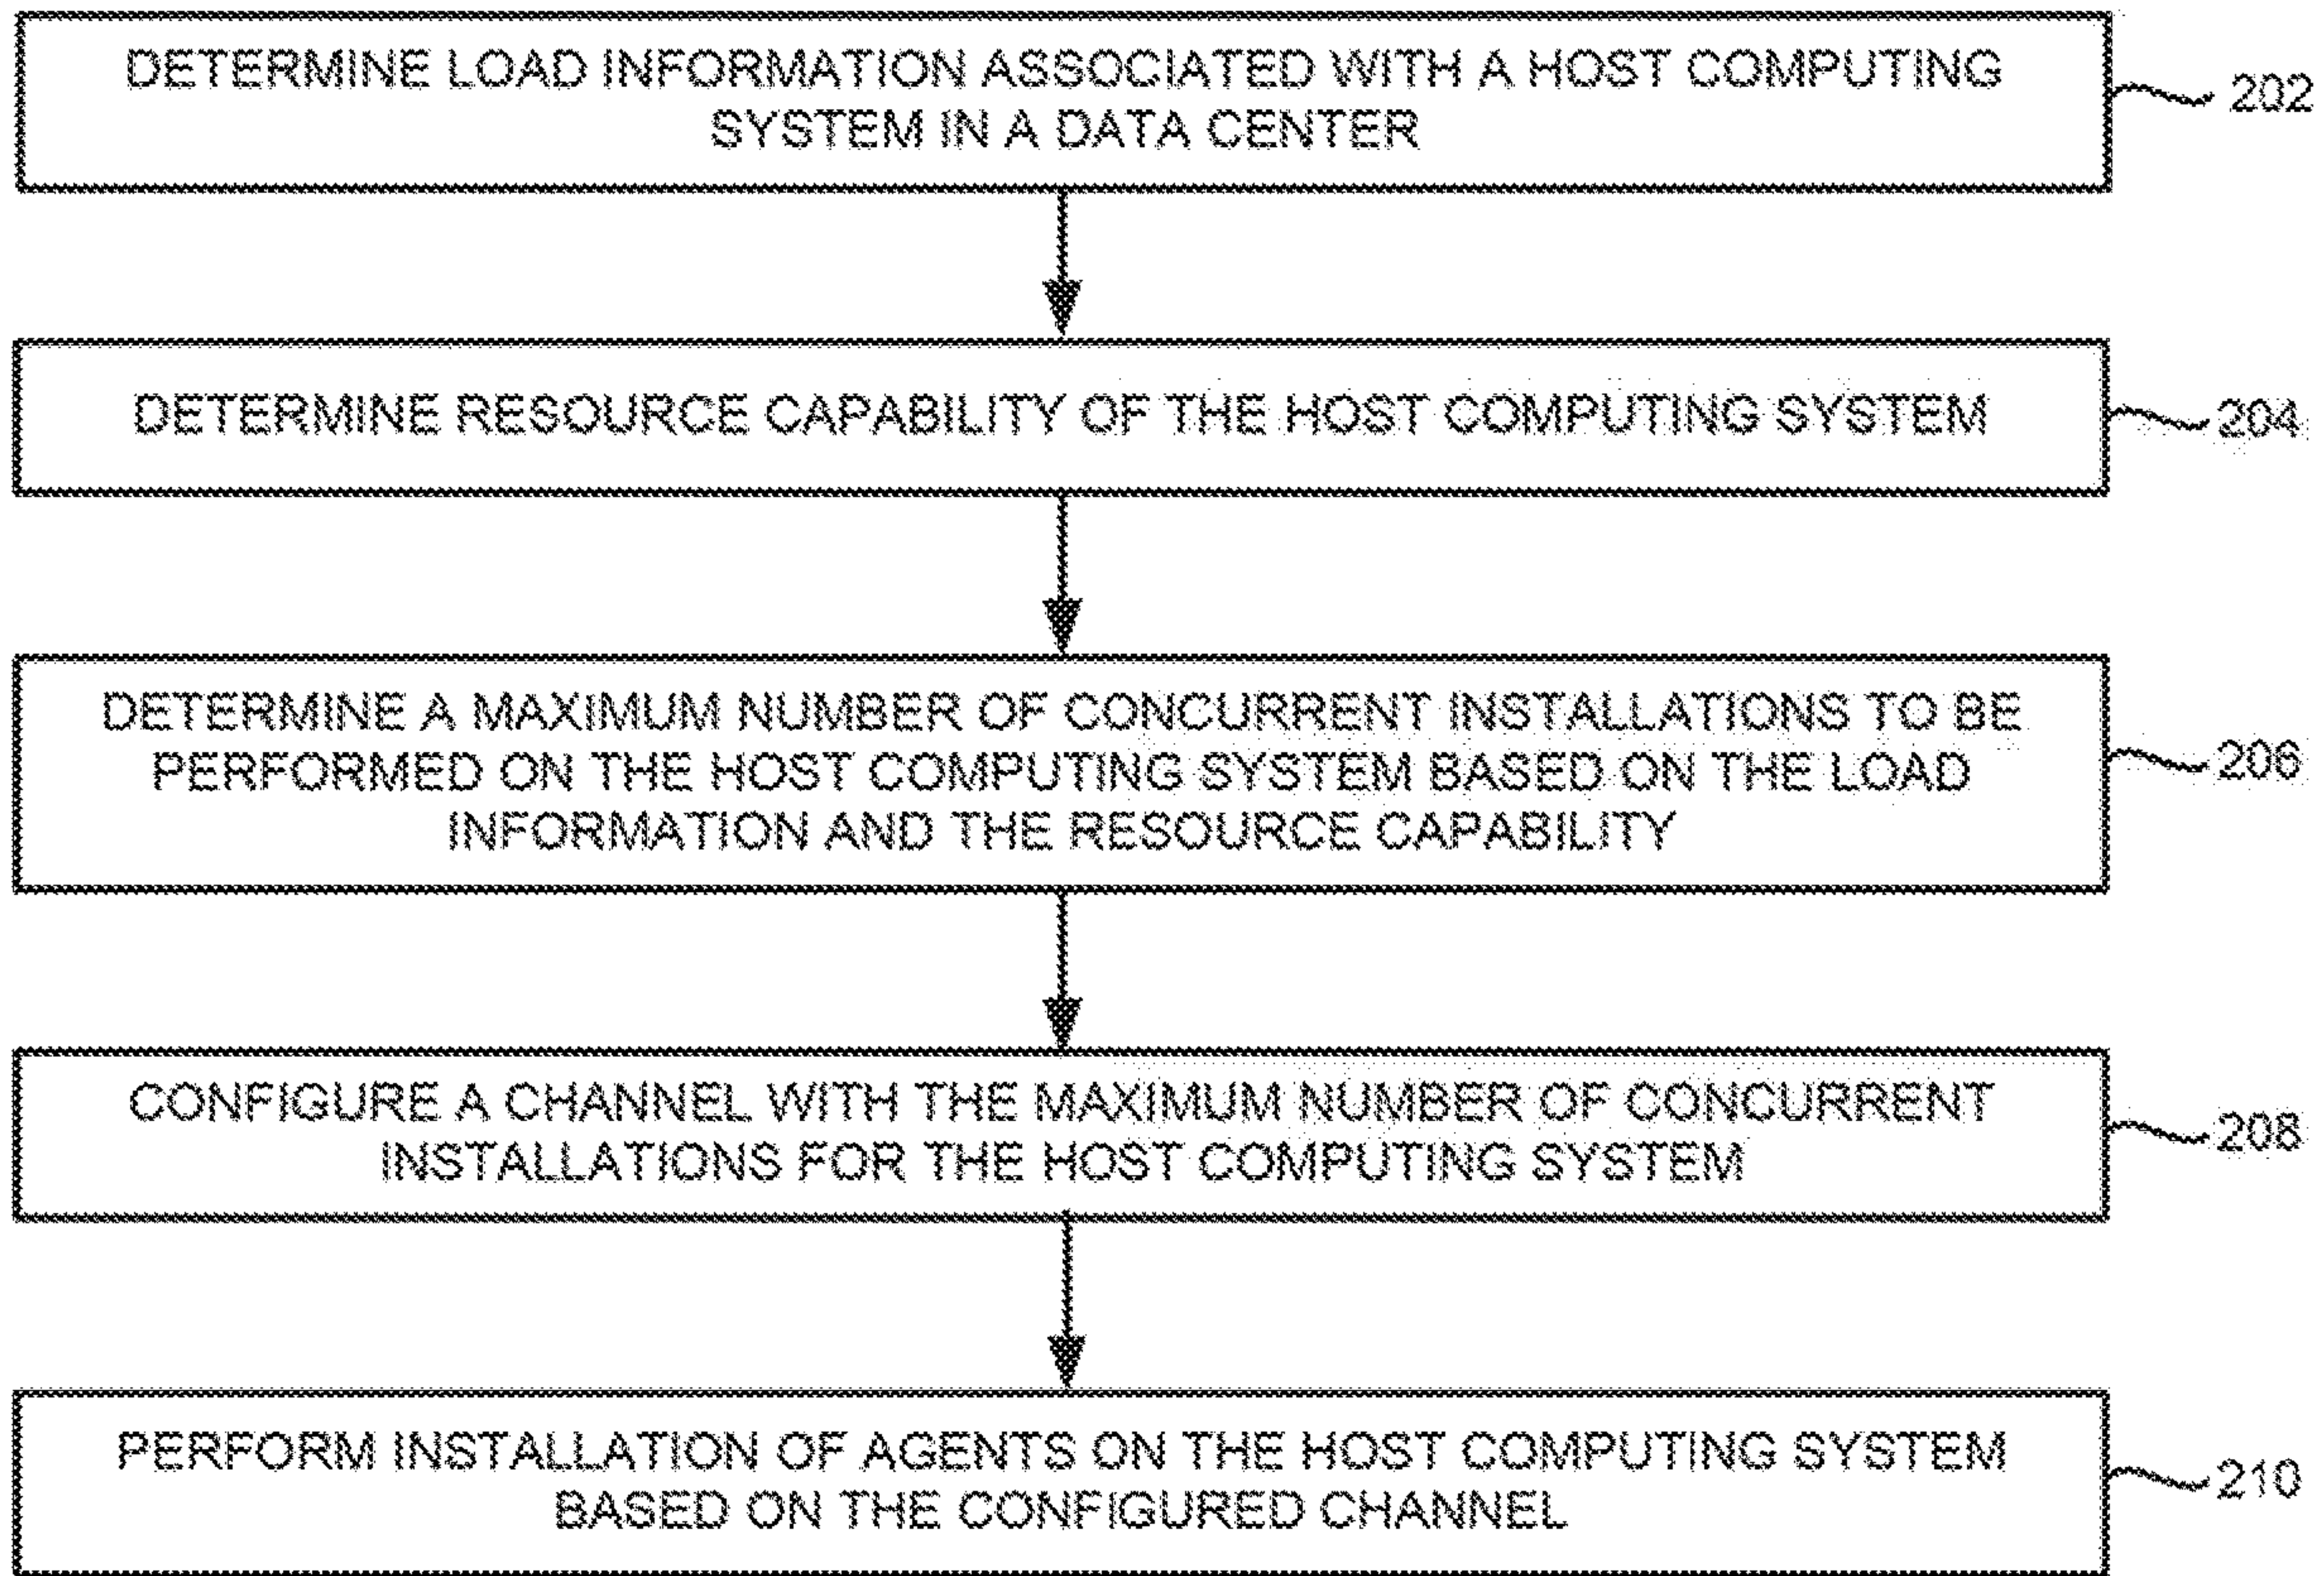 DETERMINE LOAD INFORMATION ASSOCIATED WITH A HOST COMPUTING
SYSTEM IN A DATA CENTER
202
DETERMINE RESOURCE CAPABILITY OF THE HOST COMPUTING SYSTEM
204
DETERMINE A MAXIMUM NUMBER OF CONCURRENT INSTALLATIONS TO BE
PERFORMED ON THE HOST COMPUTING SYSTEM BASED ON THE LOAD
INFORMATION AND THE RESOURCE CAPABILITY
206
CONFIGURE A CHANNEL WITH THE MAXIMUM NUMBER OF CONCURRENT
INSTALLATIONS FOR THE HOST COMPUTING SYSTEM
208
PERFORM INSTALLATION OF AGENTS ON THE HOST COMPUTING SYSTEM
BASED ON THE CONFIGURED CHANNEL
210